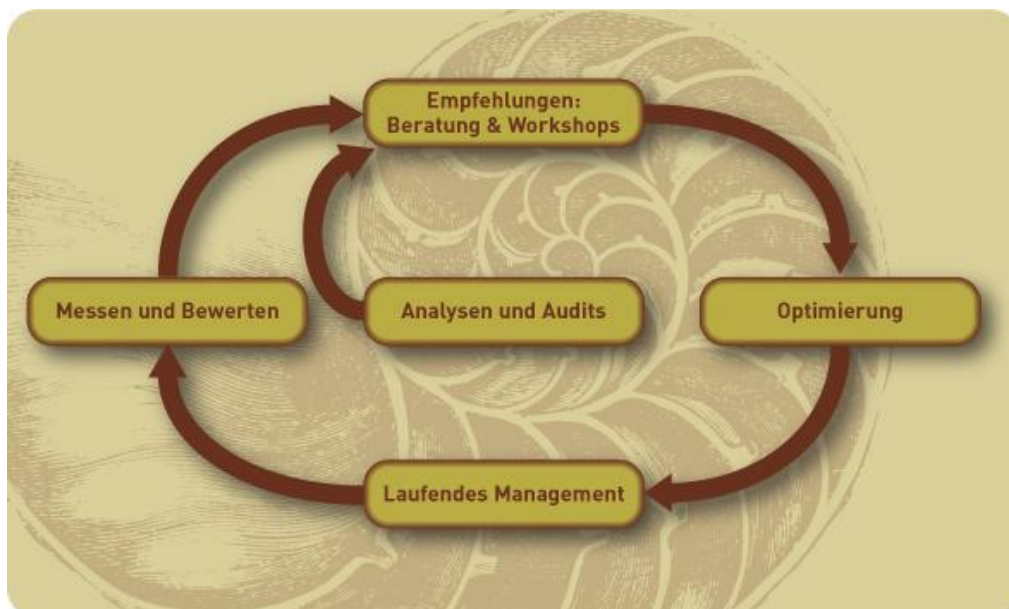 Empfehlungen:
Beratung & Workshops
Messen und Bewerten
Analysen und Audits
Optimierung
Laufendes Management